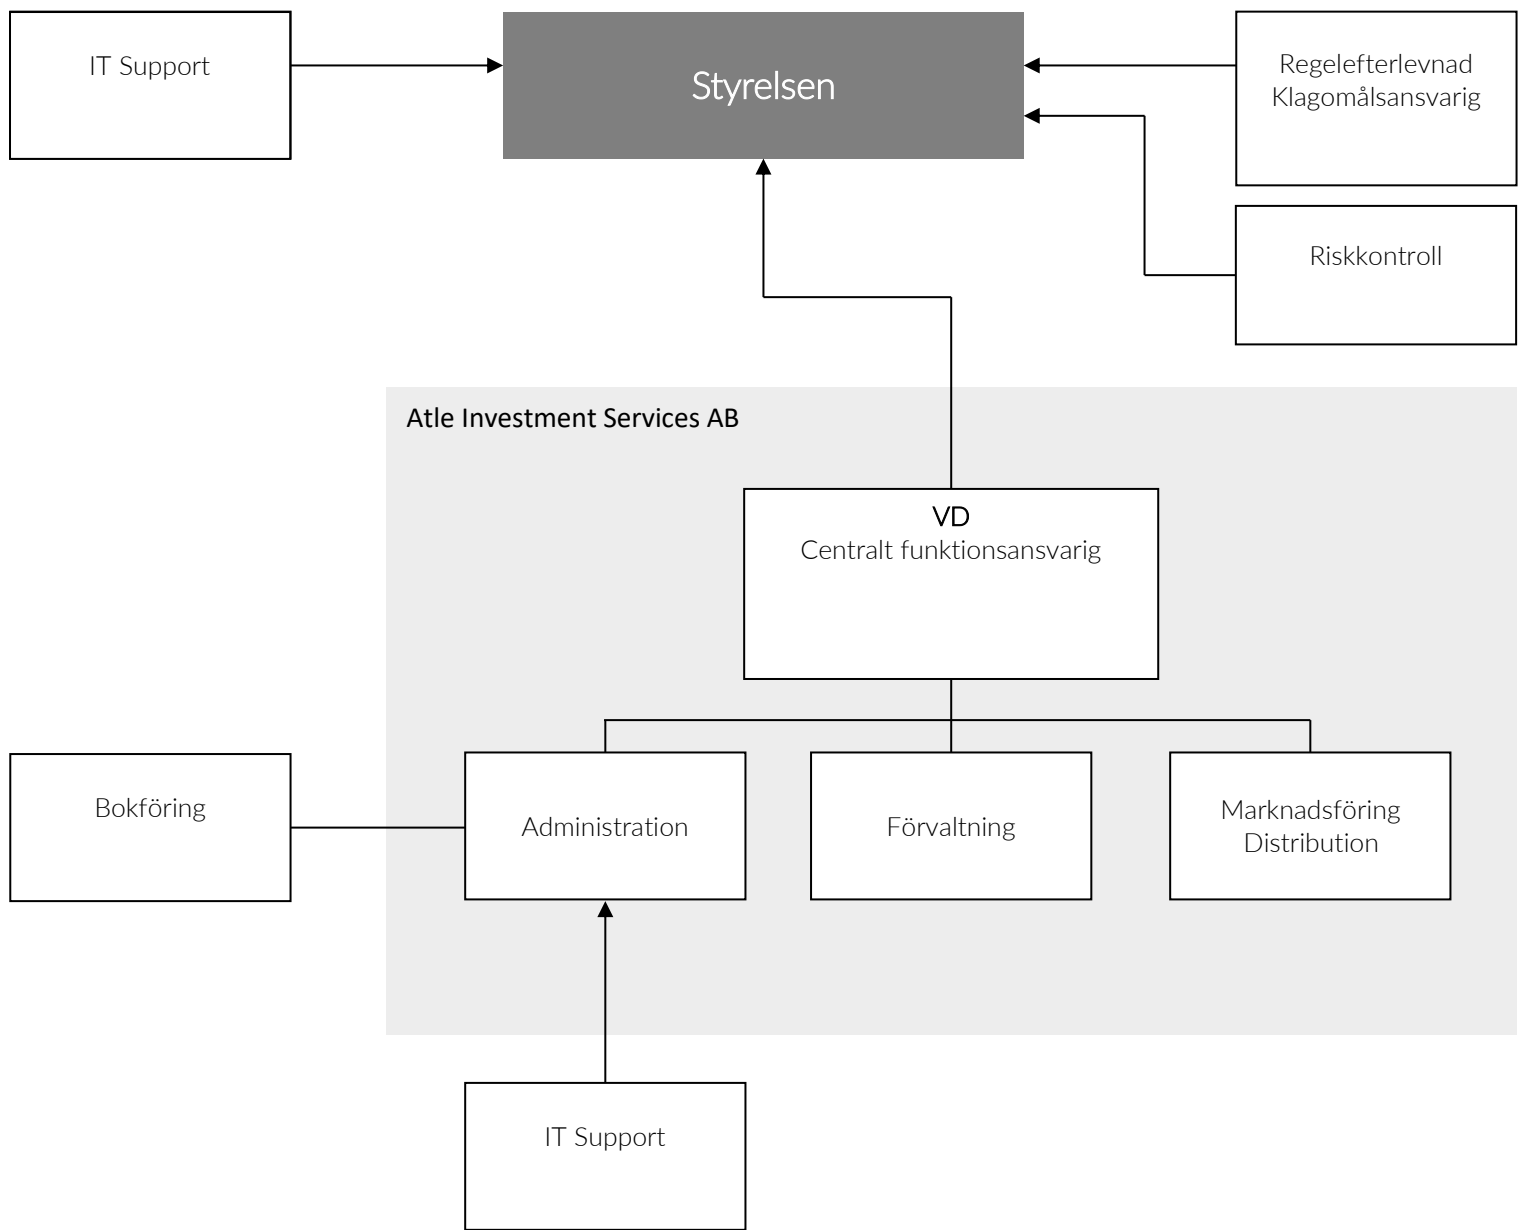 IT Support
Styrelsen
Regelefterlevnad
Klagomålsansvarig
Riskkontroll
Atle Investment Services AB
VD
Centralt funktionsansvarig
Bokföring
Administration
Förvaltning
Marknadsföring
Distribution
IT Support